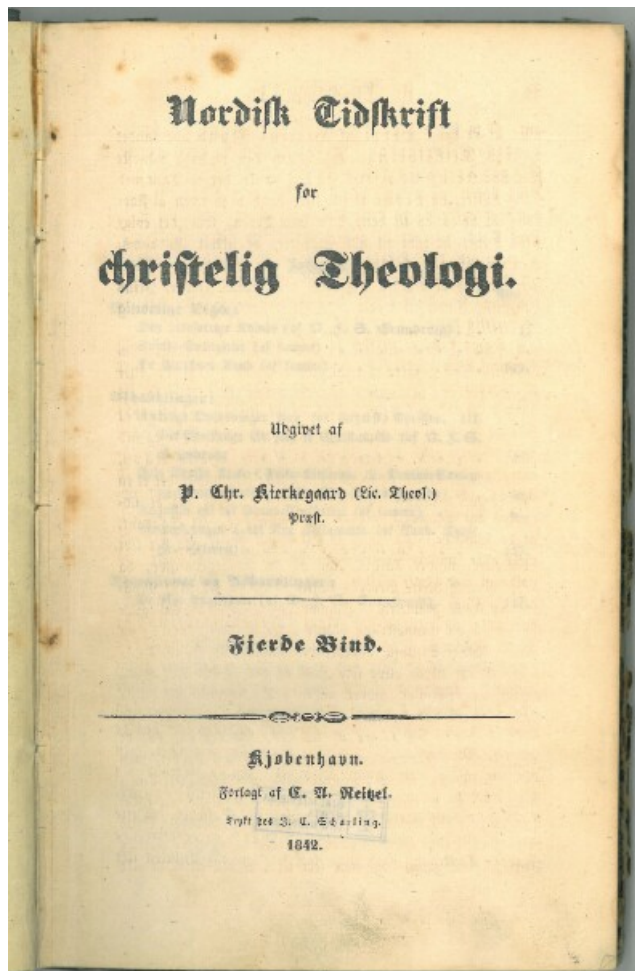 Nordisk Tidskrift
for
christelig Theologi.
Udgivet af
P. Chr. Kierkegaard (Lic. Theol.)
Præst.
Fjerde Bind.
Kjøbenhavn.
Forlagt af C. A. Reitzel.
Trykt hos J. C. Scharling.
1842.